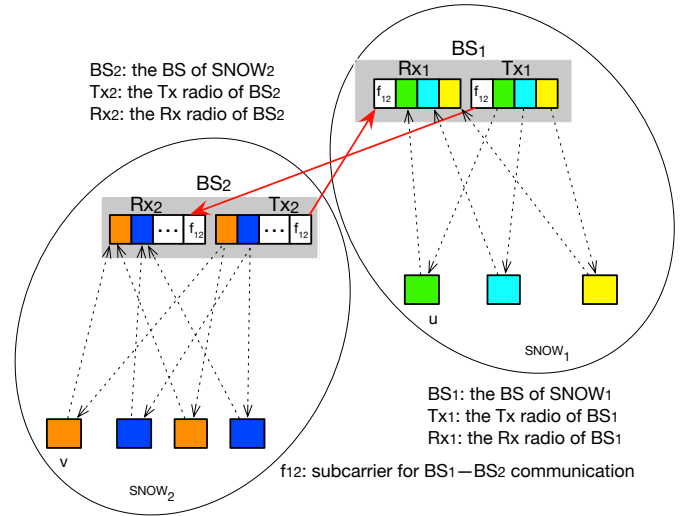 BS1
BS2: the BS of SNOW2
Tx2: the Tx radio of BS2
Rx2: the Rx radio of BS2
Rx1 Tx1
f12 f12
BS2
Rx2 Tx2
... f12 ... f12
u
SNOW1
BS1: the BS of SNOW1
Tx1: the Tx radio of BS1
Rx1: the Rx radio of BS1
v
f12: subcarrier for BS1—BS2 communication
SNOW2